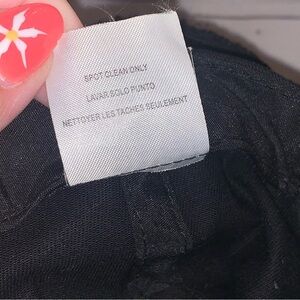 SPOT CLEAN ONLY
LAVAR SOLO PUNTO
NETTOYER LES TACHES SEULEMENT